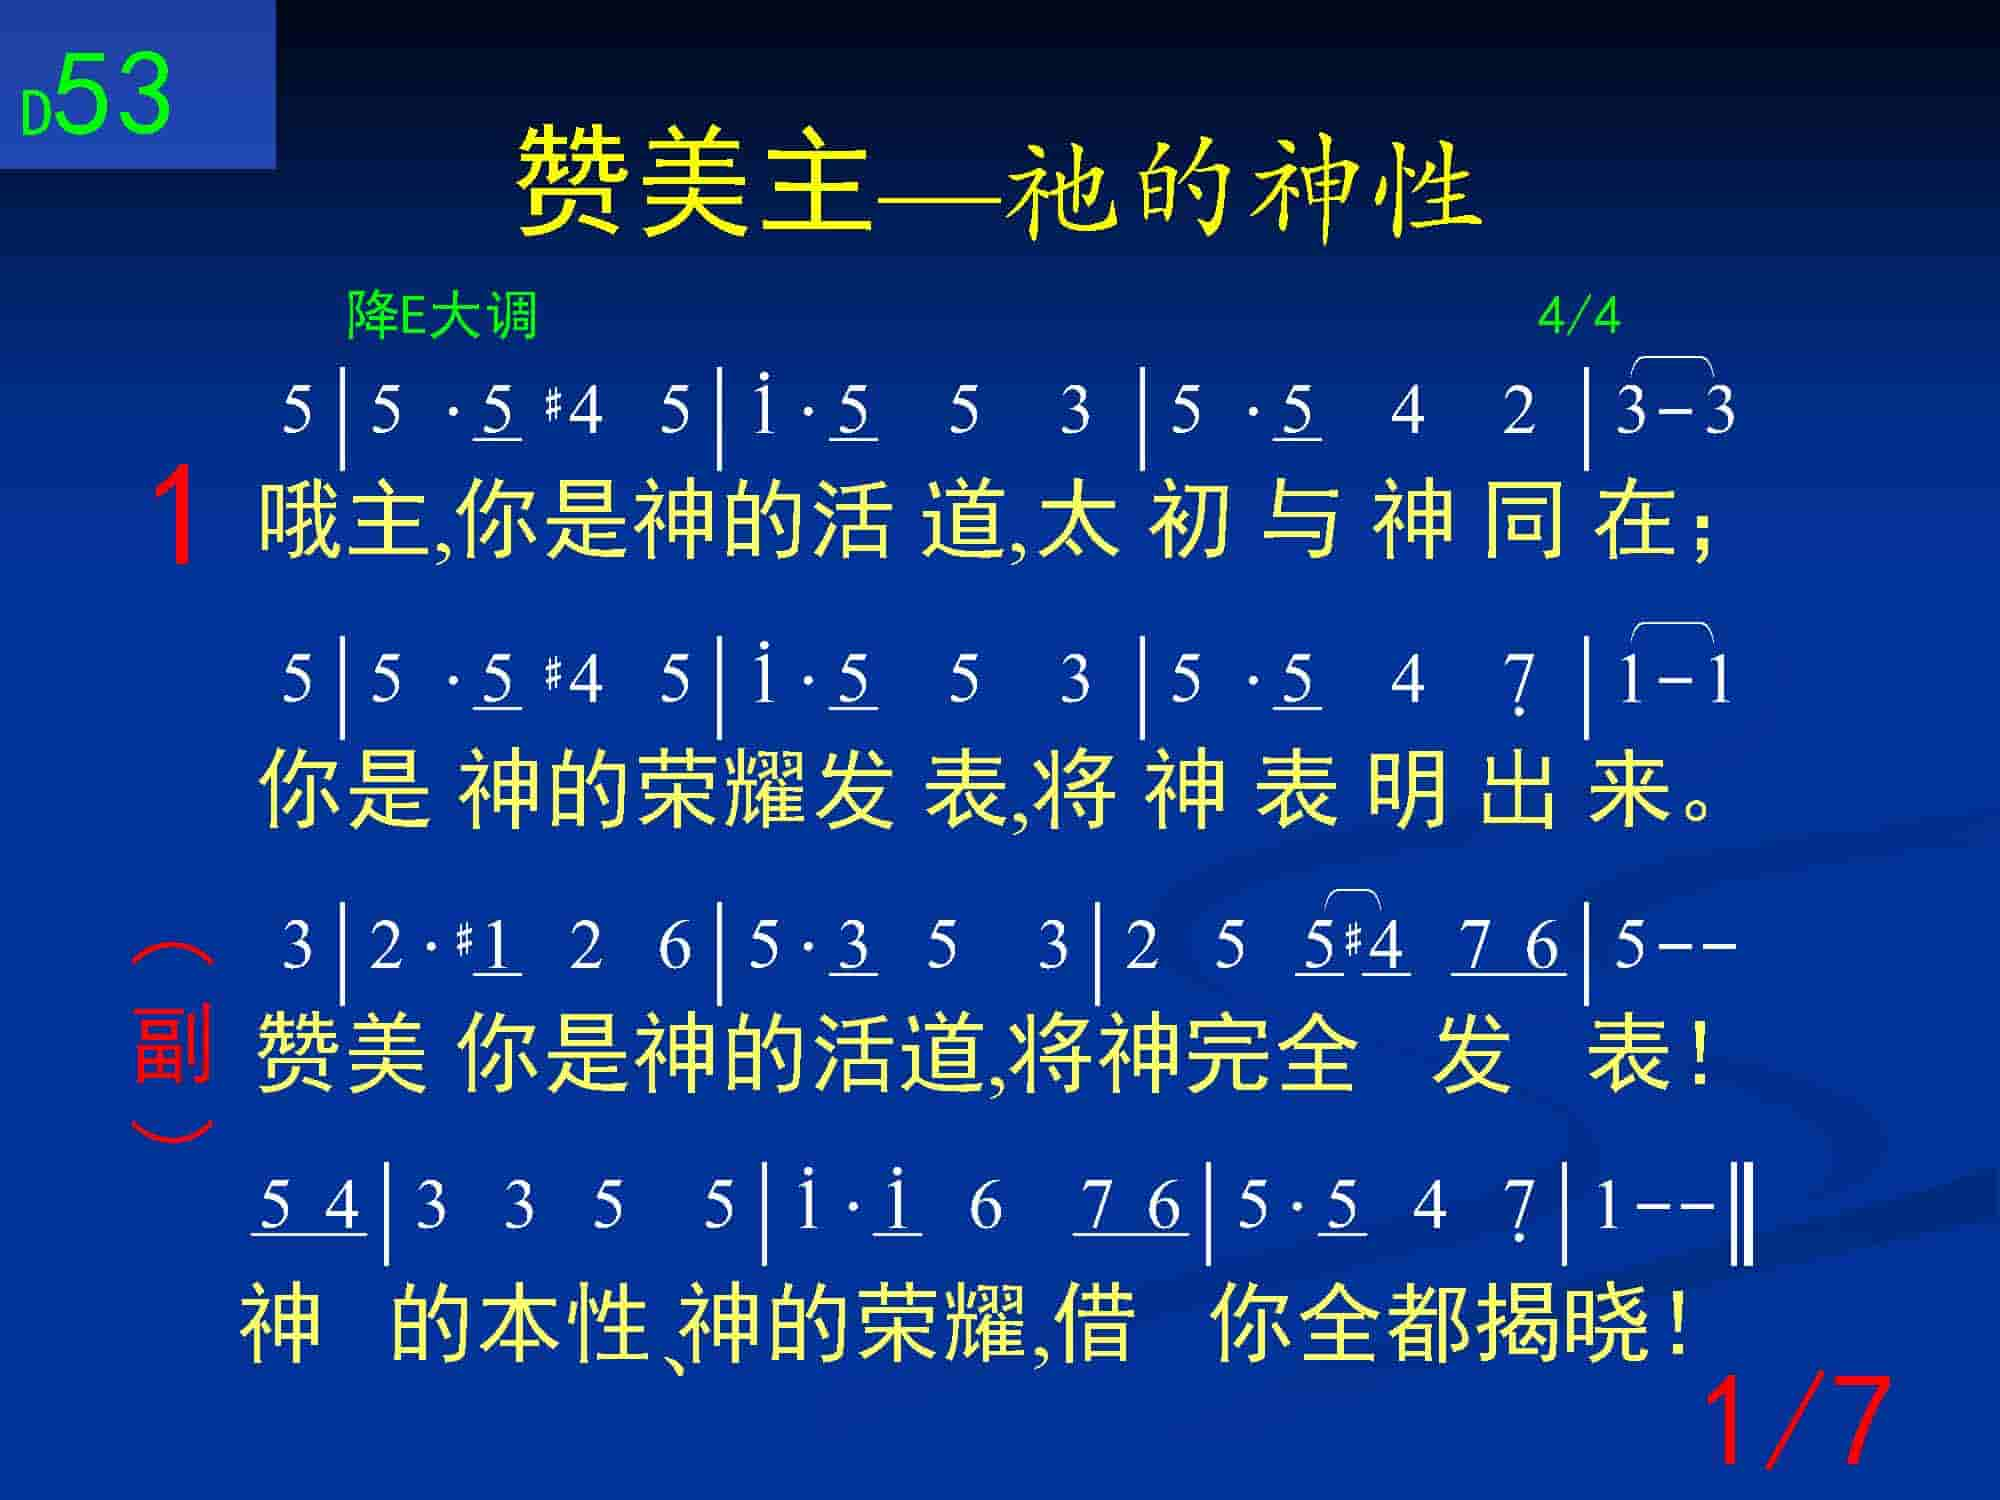 D53
赞美主—祂的神性
降E大调 4/4
5|5 ·5 #4 5|i·5 5 3|5 ·5 4 2|3-3
1 哦主,你是神的活道,太初与神同在;
5|5 ·5 #4 5|i·5 5 3|5 ·5 4 7̣|1-1
你是神的荣耀发表,将神表明出来。
3|2·#1 2 6|5·3 5 3|2 5 5#4 7 6|5--
（副） 赞美你是神的活道,将神完全发表!
5 4|3 3 5 5|i·i 6 7 6|5·5 4 7̣|1--‖
神的本性、神的荣耀,借你全都揭晓!
1/7